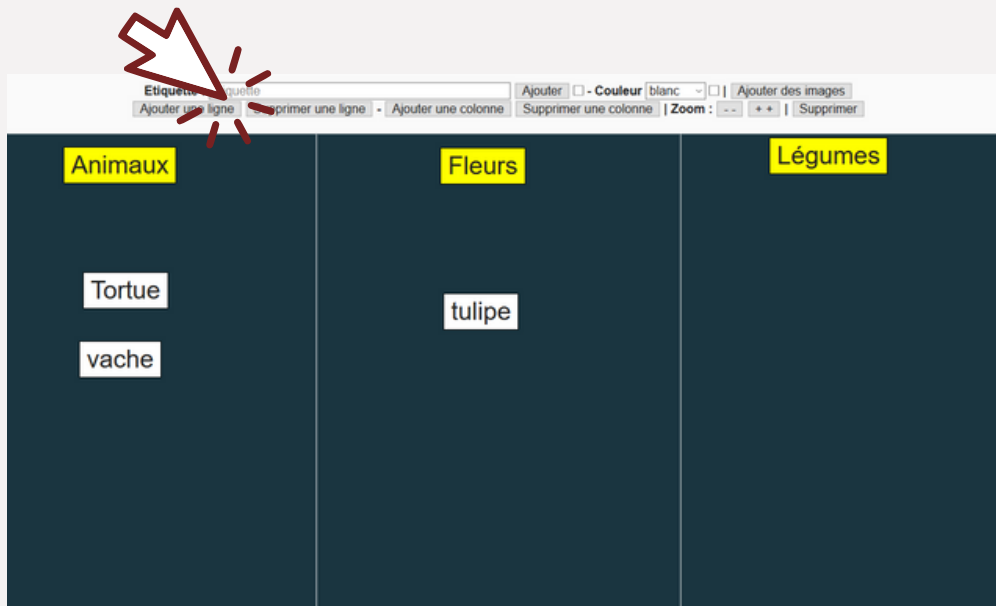 Etiquette
Ajouter - Couleur blanc | Ajouter des images
Ajouter une ligne Supprimer une ligne - Ajouter une colonne Supprimer une colonne | Zoom : - - + + | Supprimer
Animaux Fleurs Légumes
Tortue
tulipe
vache